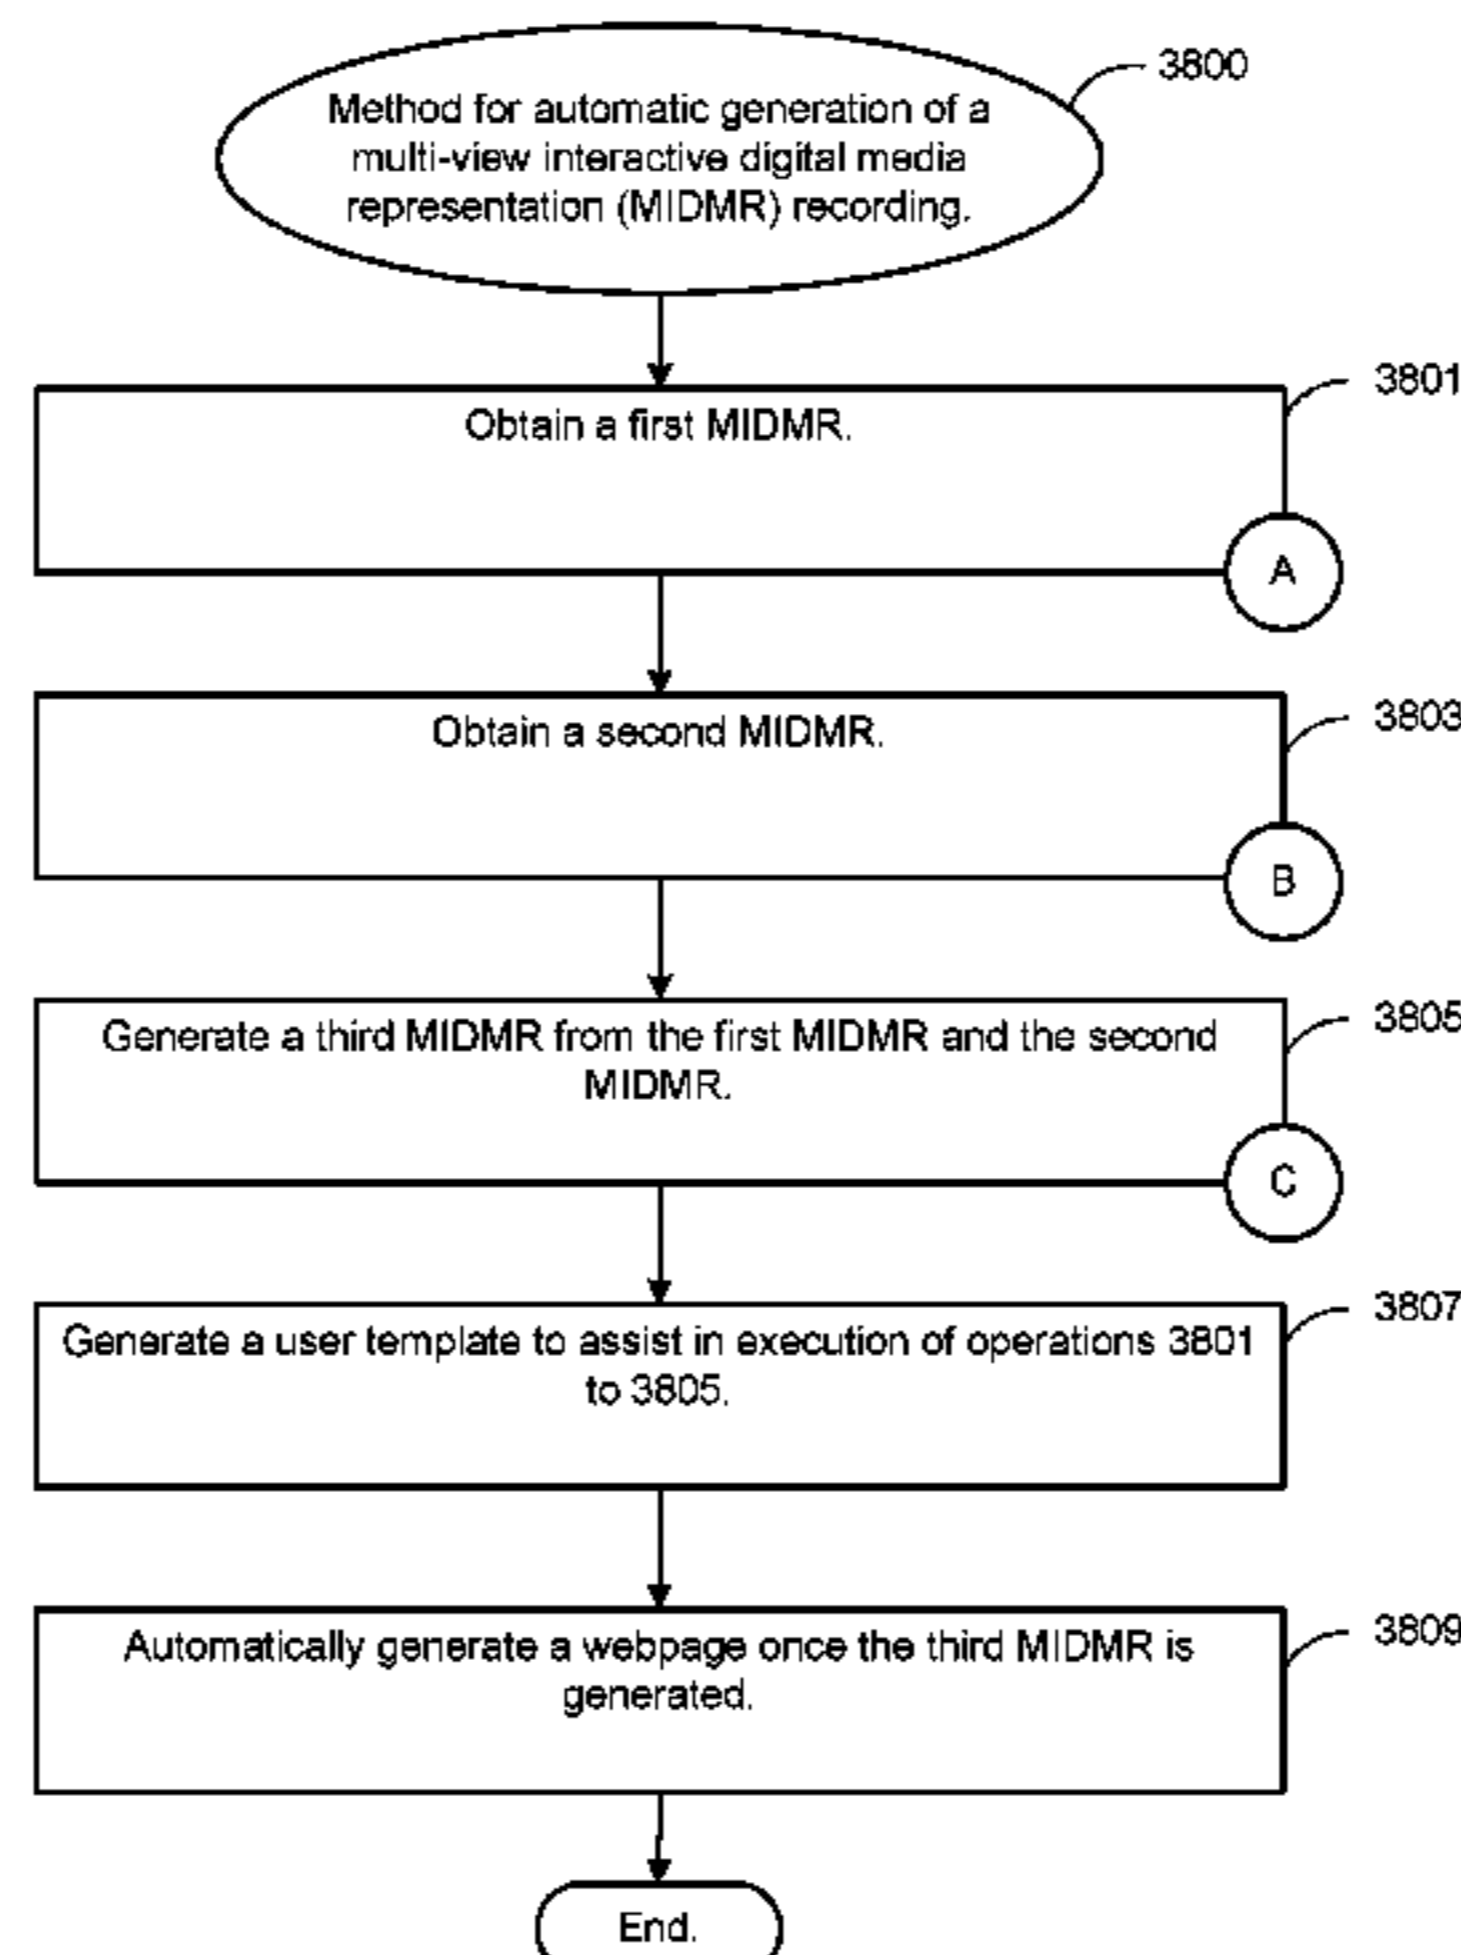 3800
Method for automatic generation of a
multi-view interactive digital media
representation (MIDMR) recording.
3801
Obtain a first MIDMR.
A
3803
Obtain a second MIDMR.
B
3805
Generate a third MIDMR from the first MIDMR and the second
MIDMR.
C
3807
Generate a user template to assist in execution of operations 3801
to 3805.
3809
Automatically generate a webpage once the third MIDMR is
generated.
End.